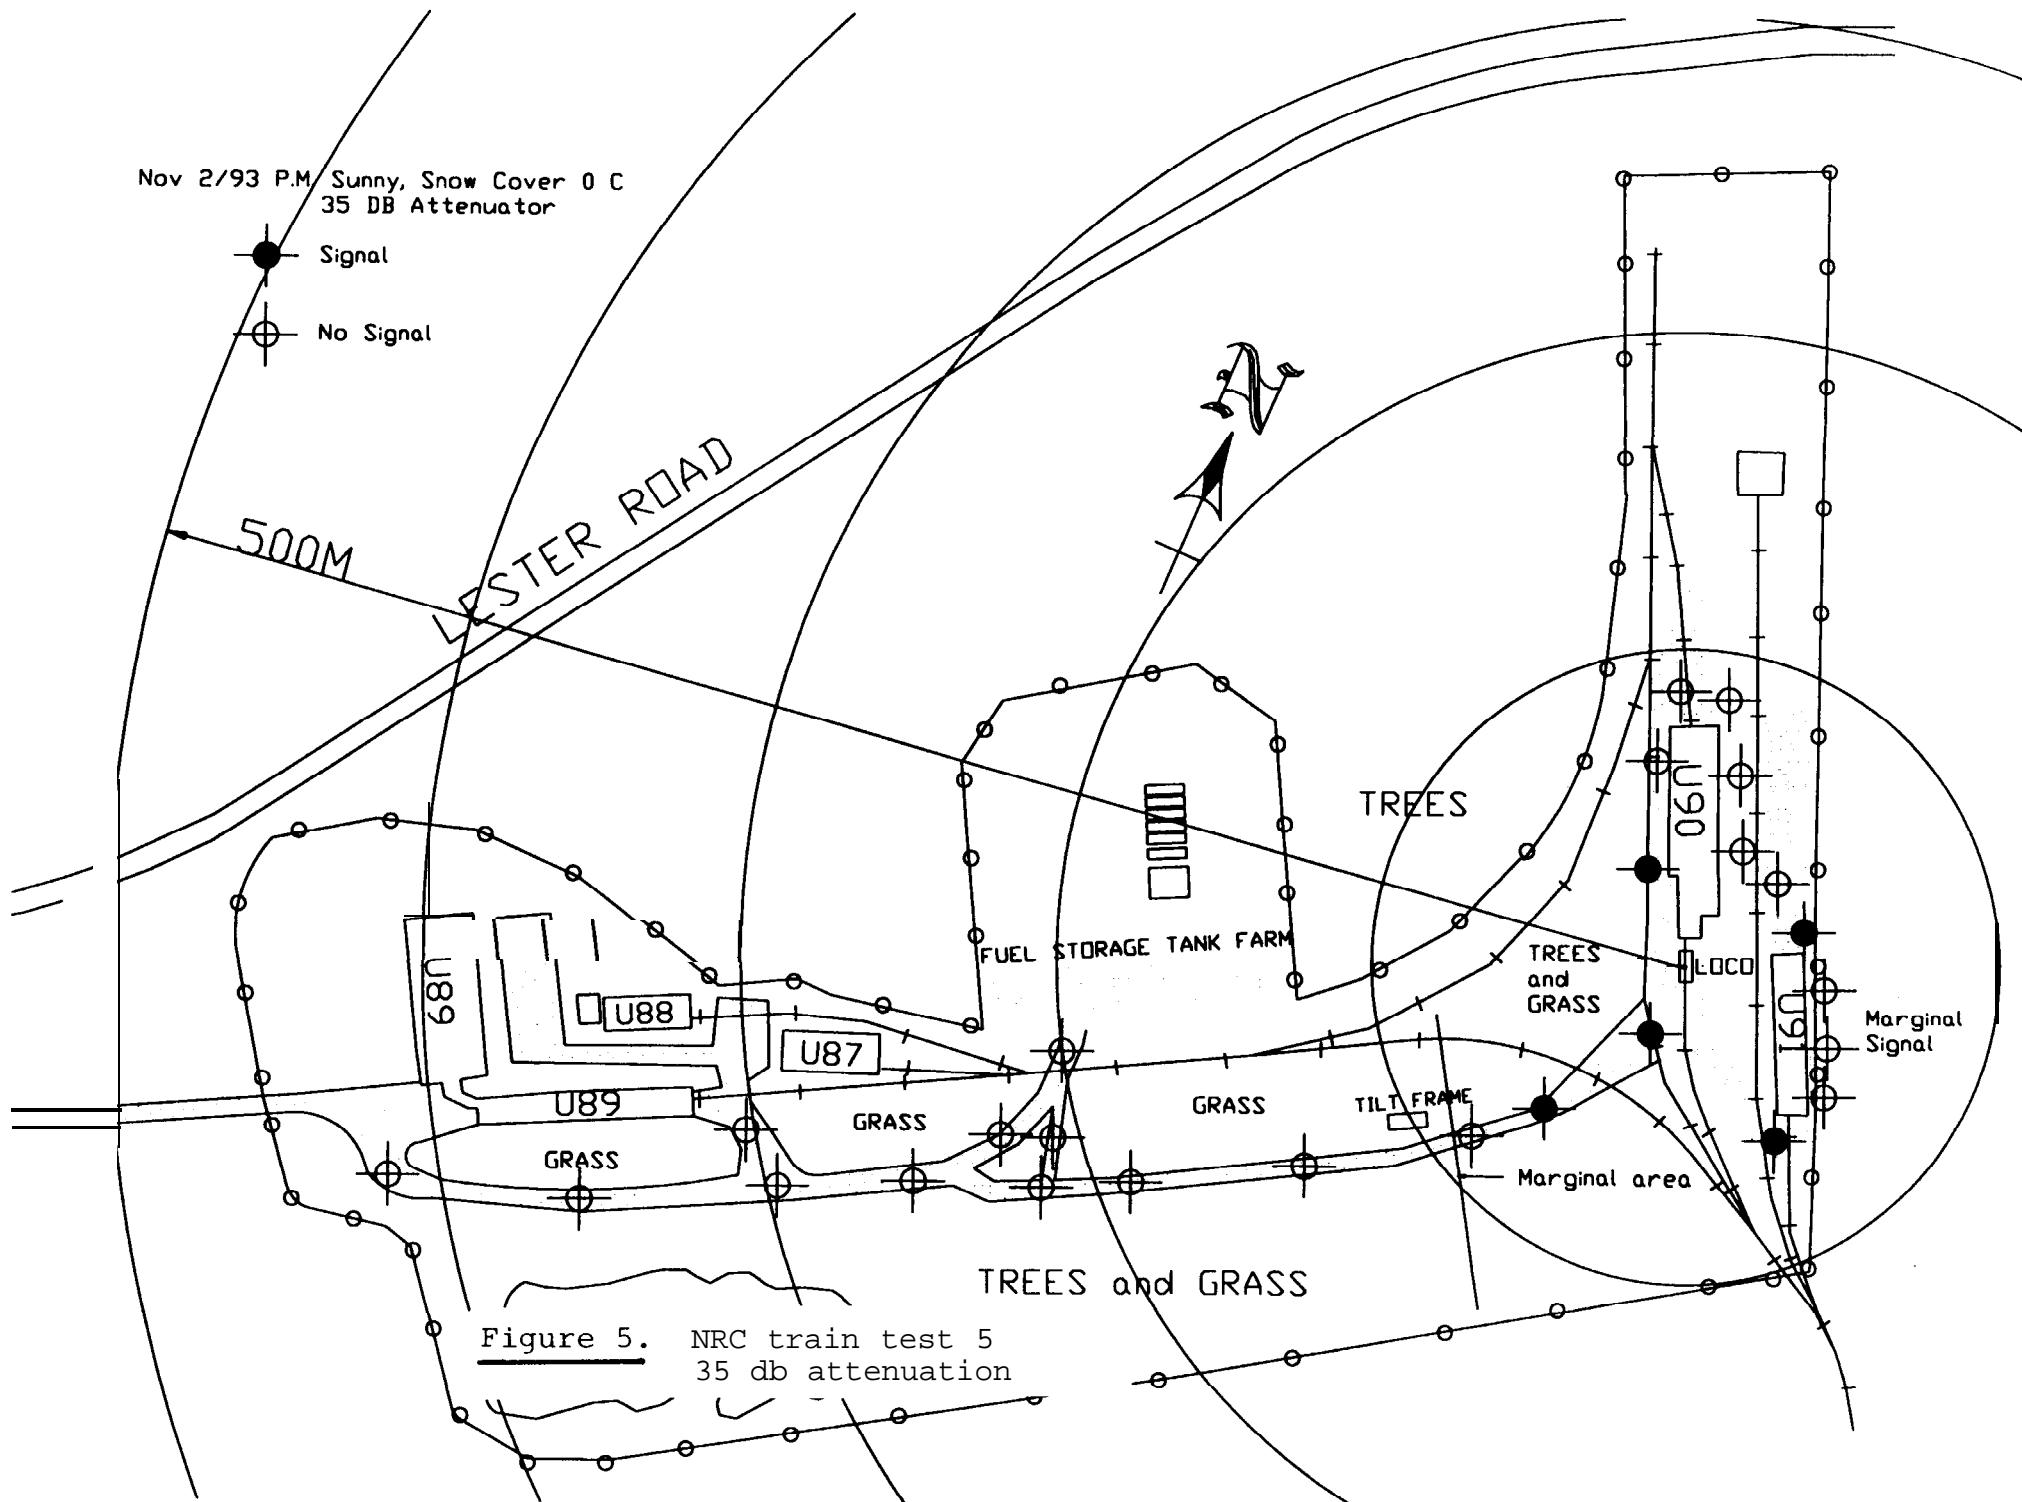 Nov 2/93 P.M. Sunny, Snow Cover 0 C
35 DB Attenuator
Signal
No Signal
N
500M
LESTER ROAD
TREES
U90
FUEL STORAGE TANK FARM
TREES
and
GRASS
LOCO
U91
Marginal
Signal
U89
U88
U87
U89
GRASS
GRASS
TILT FRAME
GRASS
Marginal area
TREES and GRASS
Figure 5. NRC train test 5
35 db attenuation